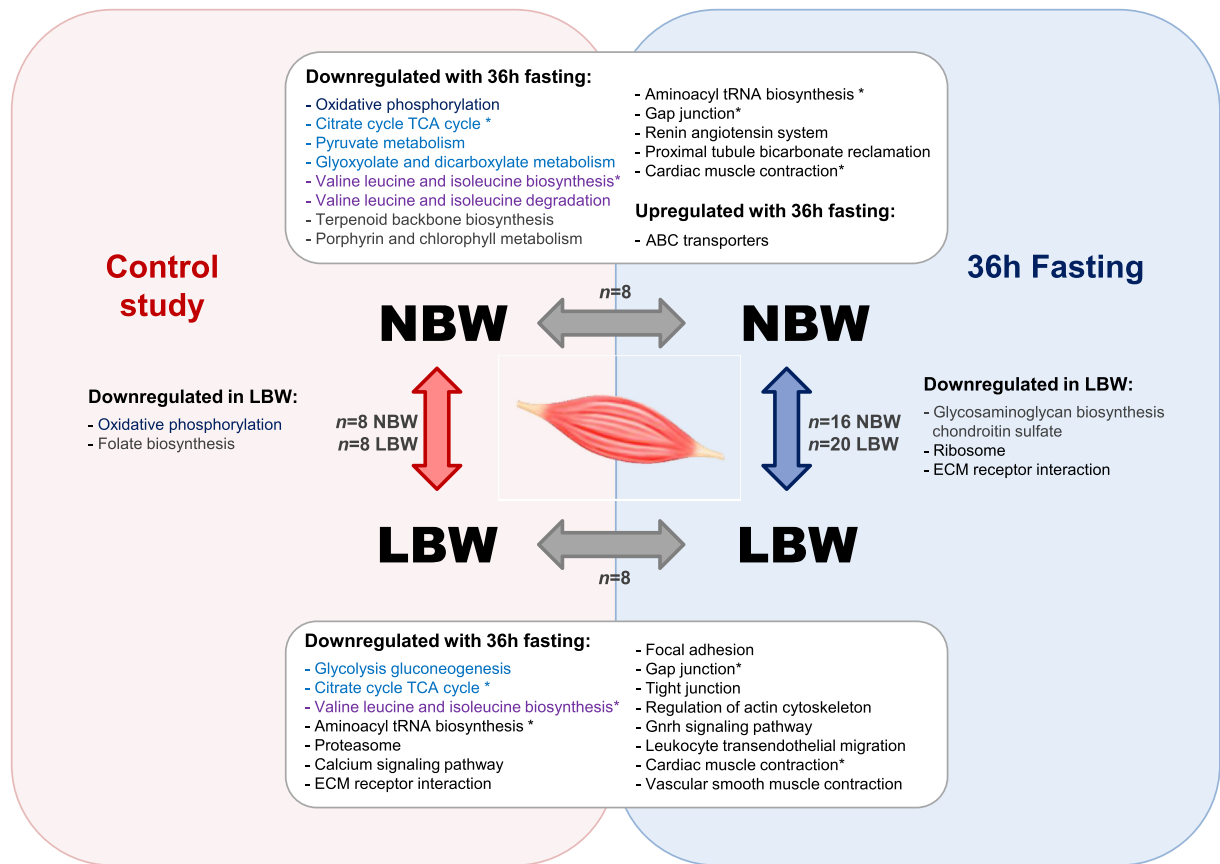 Downregulated with 36h fasting:
- Oxidative phosphorylation
- Citrate cycle TCA cycle *
- Pyruvate metabolism
- Glyoxylate and dicarboxylate metabolism
- Valine leucine and isoleucine biosynthesis*
- Valine leucine and isoleucine degradation
- Terpenoid backbone biosynthesis
- Porphyrin and chlorophyll metabolism
- Aminoacyl tRNA biosynthesis *
- Gap junction*
- Renin angiotensin system
- Proximal tubule bicarbonate reclamation
- Cardiac muscle contraction*
Upregulated with 36h fasting:
- ABC transporters
Control
study
36h Fasting
NBW
n=8
NBW
Downregulated in LBW:
- Oxidative phosphorylation
- Folate biosynthesis
n=8 NBW
n=8 LBW
n=16 NBW
n=20 LBW
Downregulated in LBW:
- Glycosaminoglycan biosynthesis
chondroitin sulfate
- Ribosome
- ECM receptor interaction
LBW
n=8
LBW
Downregulated with 36h fasting:
- Glycolysis gluconeogenesis
- Citrate cycle TCA cycle *
- Valine leucine and isoleucine biosynthesis*
- Aminoacyl tRNA biosynthesis *
- Proteasome
- Calcium signaling pathway
- ECM receptor interaction
- Focal adhesion
- Gap junction*
- Tight junction
- Regulation of actin cytoskeleton
- Gnrh signaling pathway
- Leukocyte transendothelial migration
- Cardiac muscle contraction*
- Vascular smooth muscle contraction